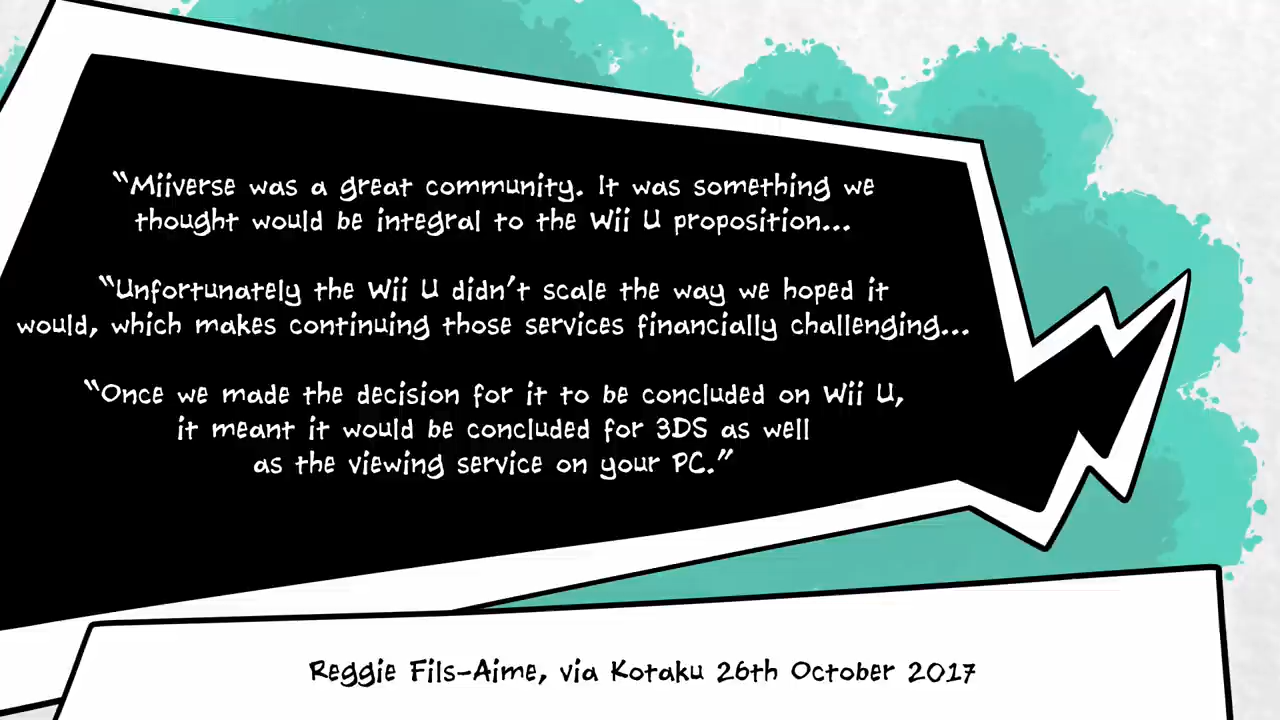 “Miiverse was a great community. It was something we
thought would be integral to the Wii U proposition...
“Unfortunately the Wii U didn't scale the way we hoped it
would, which makes continuing those services financially challenging...
“Once we made the decision for it to be concluded on Wii U,
it meant it would be concluded for 3DS as well
as the viewing service on your PC.”
Reggie Fils-Aime, via Kotaku 26th October 2017